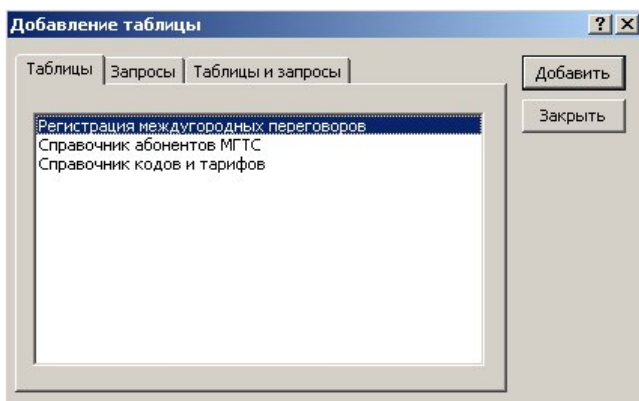 Добавление таблицы
Таблицы Запросы Таблицы и запросы
Добавить
Закрыть
Регистрация междугородных переговоров
Справочник абонентов МГТС
Справочник кодов и тарифов